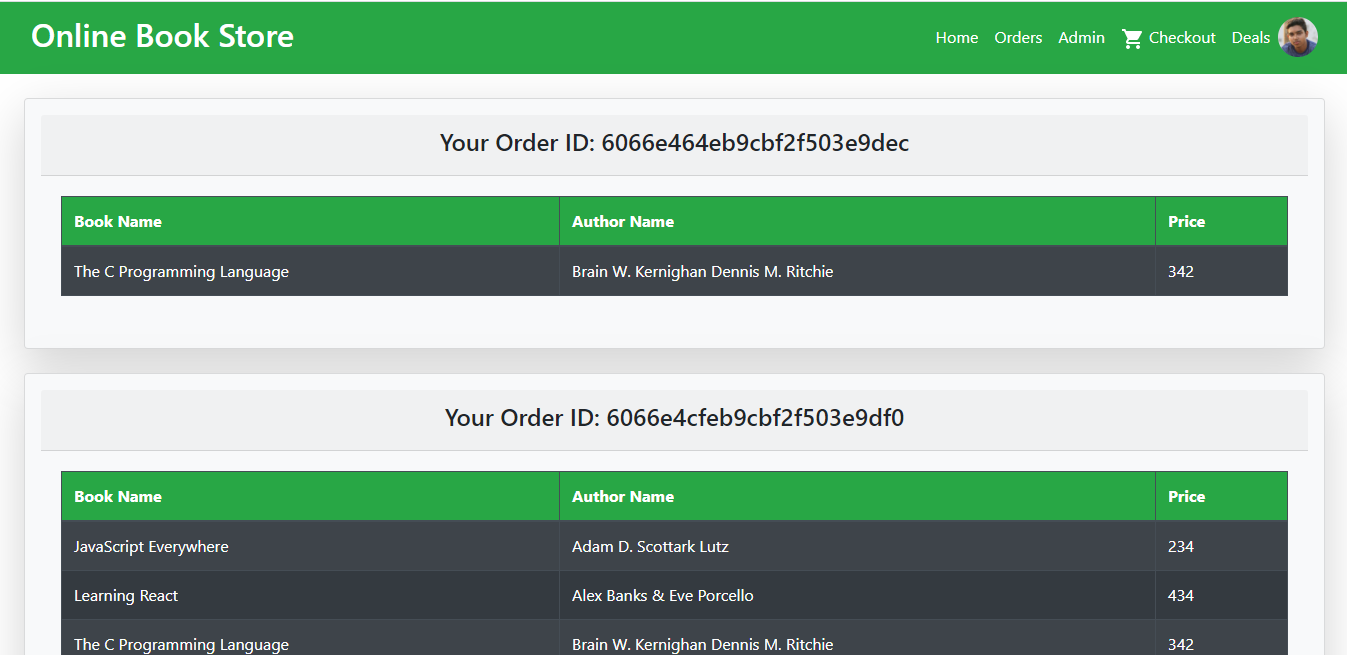 Online Book Store
Home Orders Admin Checkout Deals
Your Order ID: 6066e464eb9cbf2f503e9dec
Book Name Author Name Price
The C Programming Language Brain W. Kernighan Dennis M. Ritchie 342
Your Order ID: 6066e4cfeb9cbf2f503e9df0
Book Name Author Name Price
JavaScript Everywhere Adam D. Scottark Lutz 234
Learning React Alex Banks & Eve Porcello 434
The C Programming Language Brain W. Kernighan Dennis M. Ritchie 342